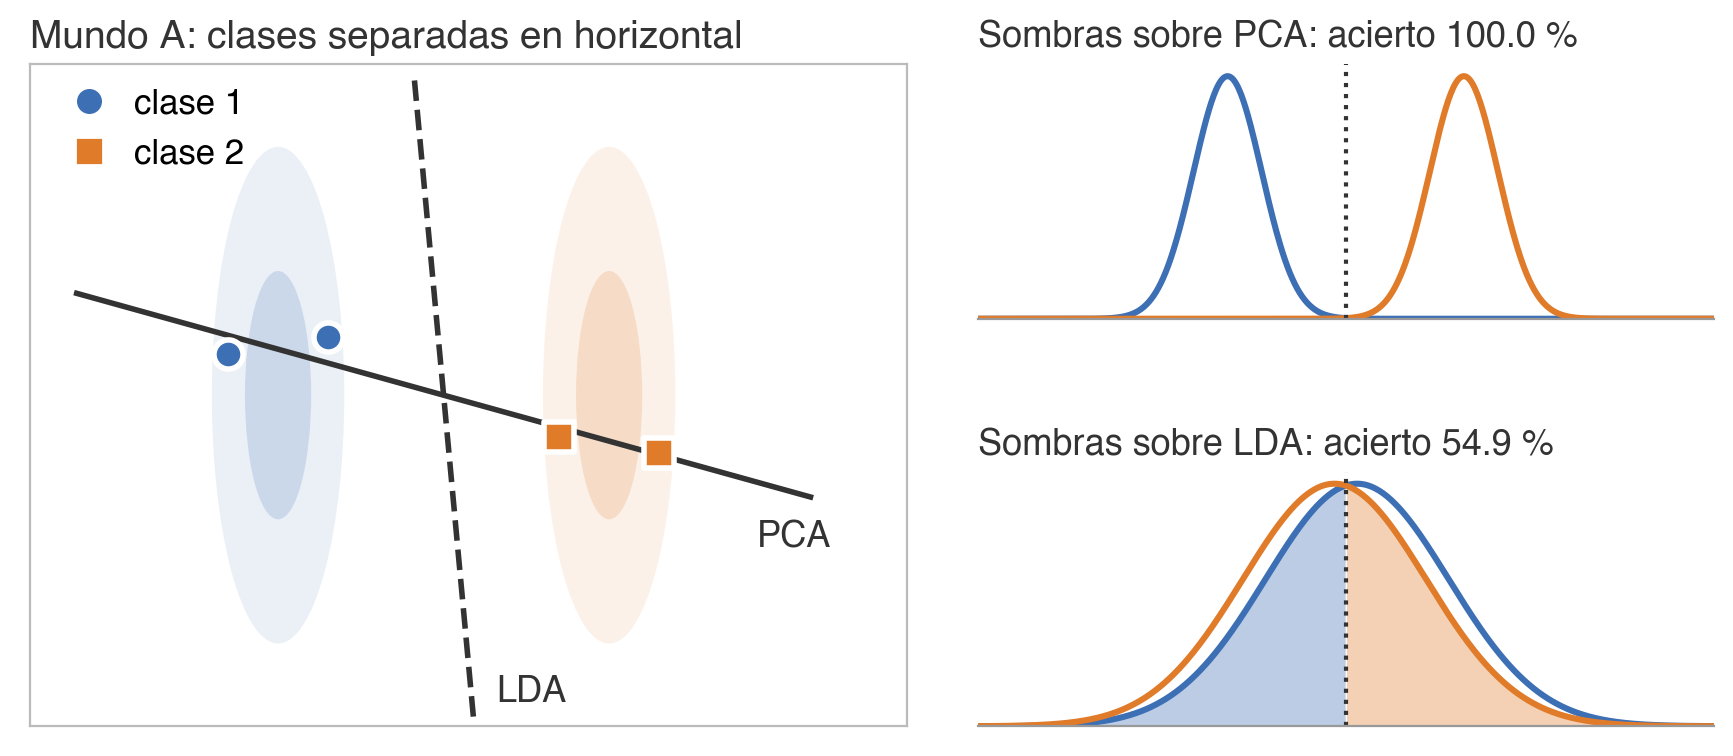 Mundo A: clases separadas en horizontal
clase 1
clase 2
PCA
LDA
Sombras sobre PCA: acierto 100.0 %
Sombras sobre LDA: acierto 54.9 %